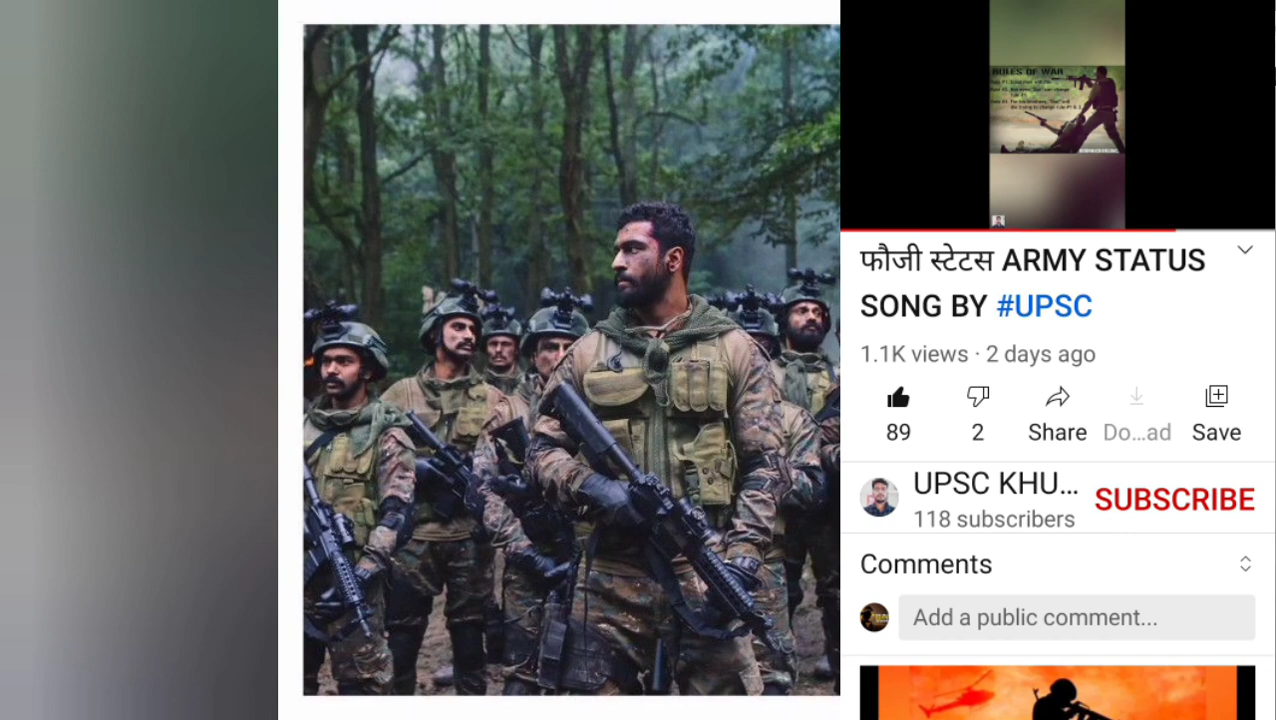 RULES OF WAR
फौजी स्टेटस ARMY STATUS
SONG BY #UPSC
1.1K views · 2 days ago
89
2
Share
Do...ad
Save
UPSC KHU...
SUBSCRIBE
118 subscribers
Comments
Add a public comment...